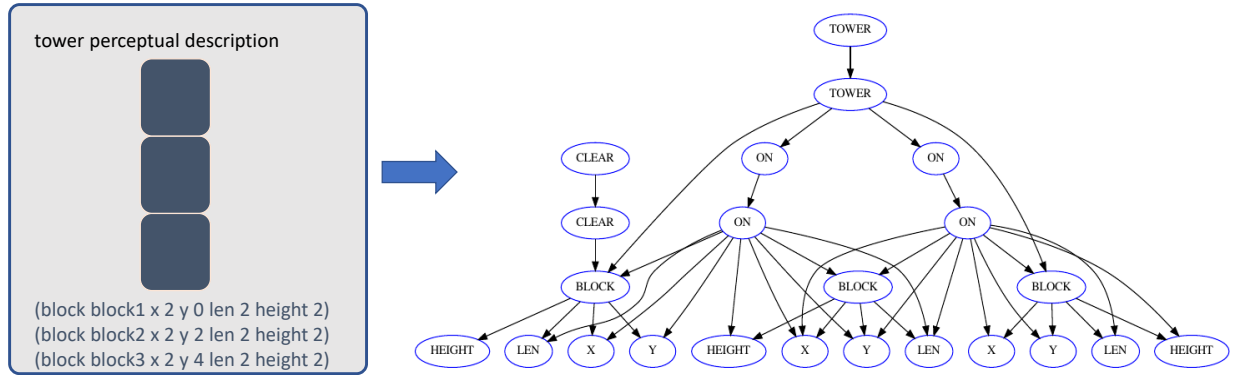 tower perceptual description
(block block1 x 2 y 0 len 2 height 2)
(block block2 x 2 y 2 len 2 height 2)
(block block3 x 2 y 4 len 2 height 2)
TOWER
TOWER
CLEAR ON ON
CLEAR ON ON
BLOCK BLOCK BLOCK
HEIGHT LEN X Y HEIGHT X Y LEN X Y LEN HEIGHT